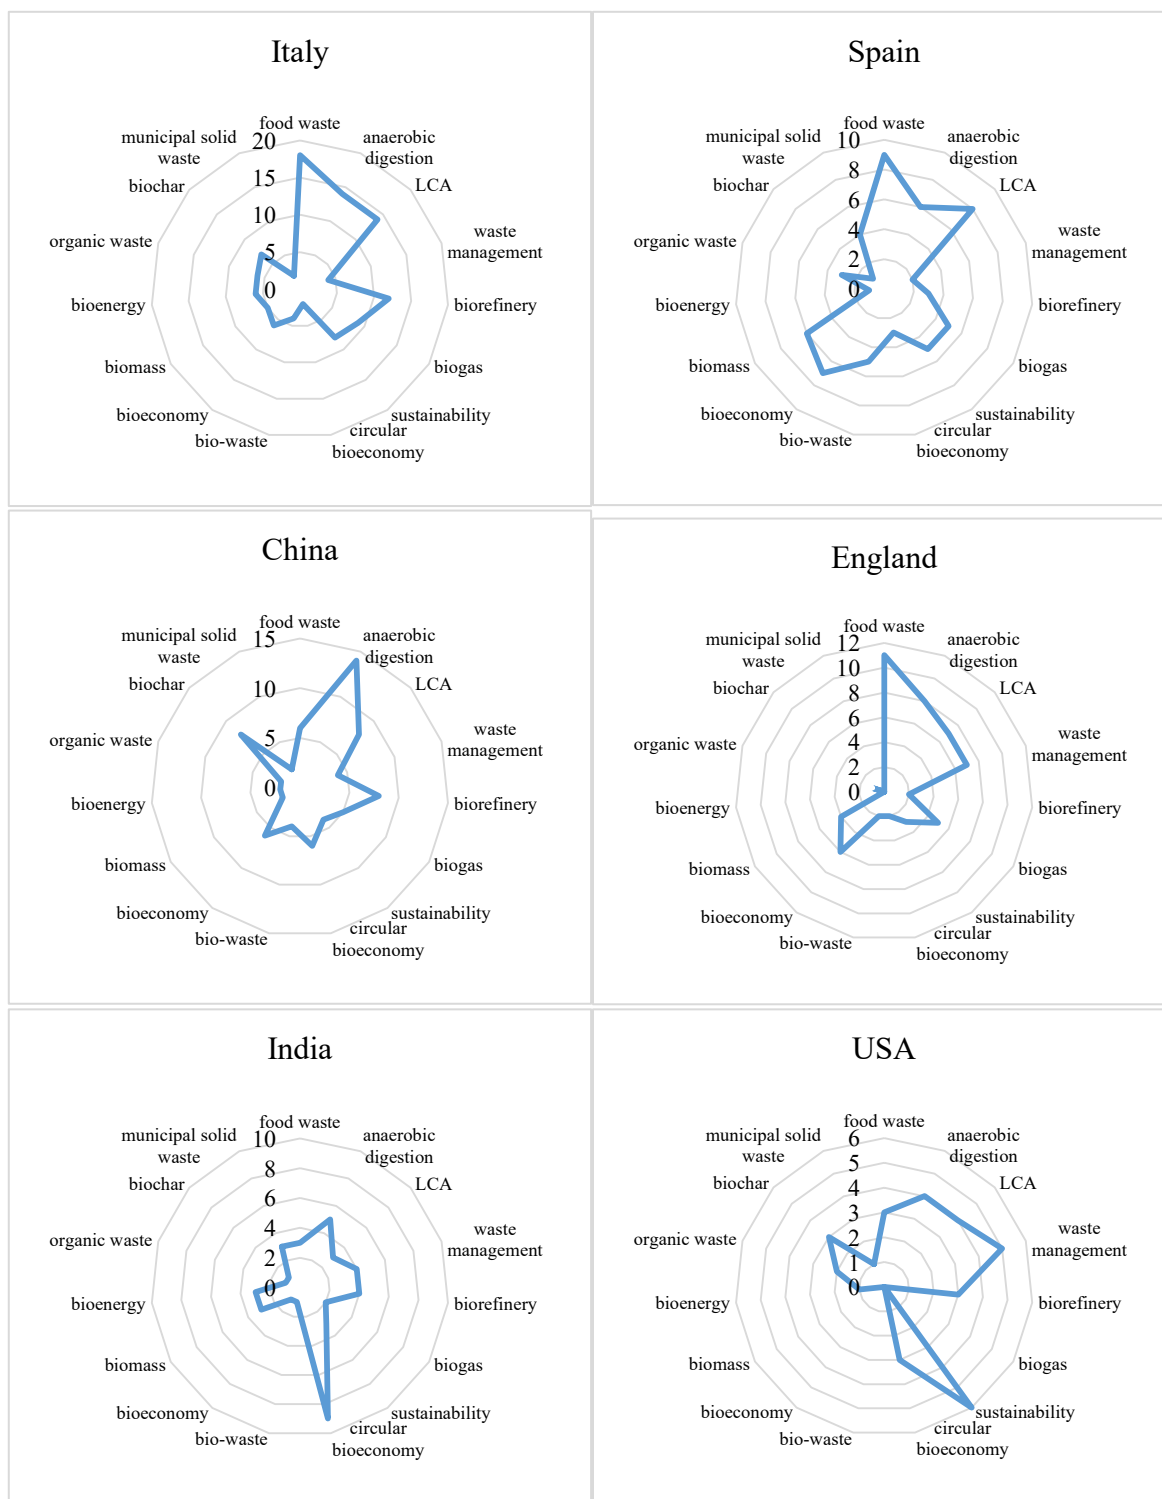 Italy
food waste
anaerobic
digestion
LCA
waste
management
biorefinery
biogas
sustainability
circular
bioeconomy
bio-waste
bioeconomy
biomass
bioenergy
organic waste
biochar
municipal solid
waste
20
15
10
5
0
Spain
food waste
anaerobic
digestion
LCA
waste
management
biorefinery
biogas
sustainability
circular
bioeconomy
bio-waste
bioeconomy
biomass
bioenergy
organic waste
biochar
municipal solid
waste
10
8
6
4
2
0
China
food waste
anaerobic
digestion
LCA
waste
management
biorefinery
biogas
sustainability
circular
bioeconomy
bio-waste
bioeconomy
biomass
bioenergy
organic waste
biochar
municipal solid
waste
15
10
5
0
England
food waste
anaerobic
digestion
LCA
waste
management
biorefinery
biogas
sustainability
circular
bioeconomy
bio-waste
bioeconomy
biomass
bioenergy
organic waste
biochar
municipal solid
waste
12
10
8
6
4
2
0
India
food waste
anaerobic
digestion
LCA
waste
management
biorefinery
biogas
sustainability
circular
bioeconomy
bio-waste
bioeconomy
biomass
bioenergy
organic waste
biochar
municipal solid
waste
10
8
6
4
2
0
USA
food waste
anaerobic
digestion
LCA
waste
management
biorefinery
biogas
sustainability
circular
bioeconomy
bio-waste
bioeconomy
biomass
bioenergy
organic waste
biochar
municipal solid
waste
6
5
4
3
2
1
0